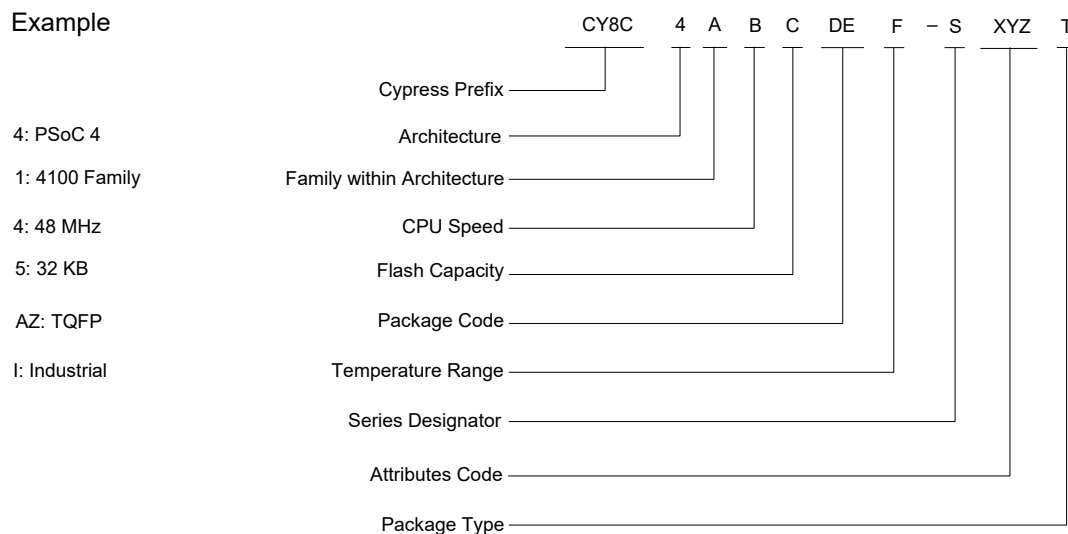 Example
CY8C 4 A B C DE F – S XYZ T
Cypress Prefix
4: PSoC 4 Architecture
1: 4100 Family Family within Architecture
4: 48 MHz CPU Speed
5: 32 KB Flash Capacity
AZ: TQFP Package Code
I: Industrial Temperature Range
Series Designator
Attributes Code
Package Type